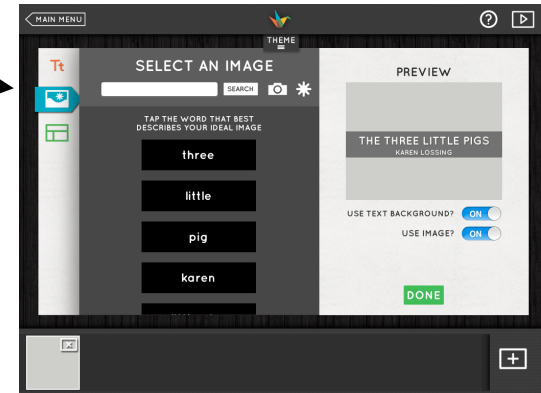 MAIN MENU
?
THEME
Tt
SELECT AN IMAGE
SEARCH
TAP THE WORD THAT BEST
DESCRIBES YOUR IDEAL IMAGE
three
little
pig
karen
PREVIEW
THE THREE LITTLE PIGS
KAREN LOSSING
USE TEXT BACKGROUND? ON
USE IMAGE? ON
DONE